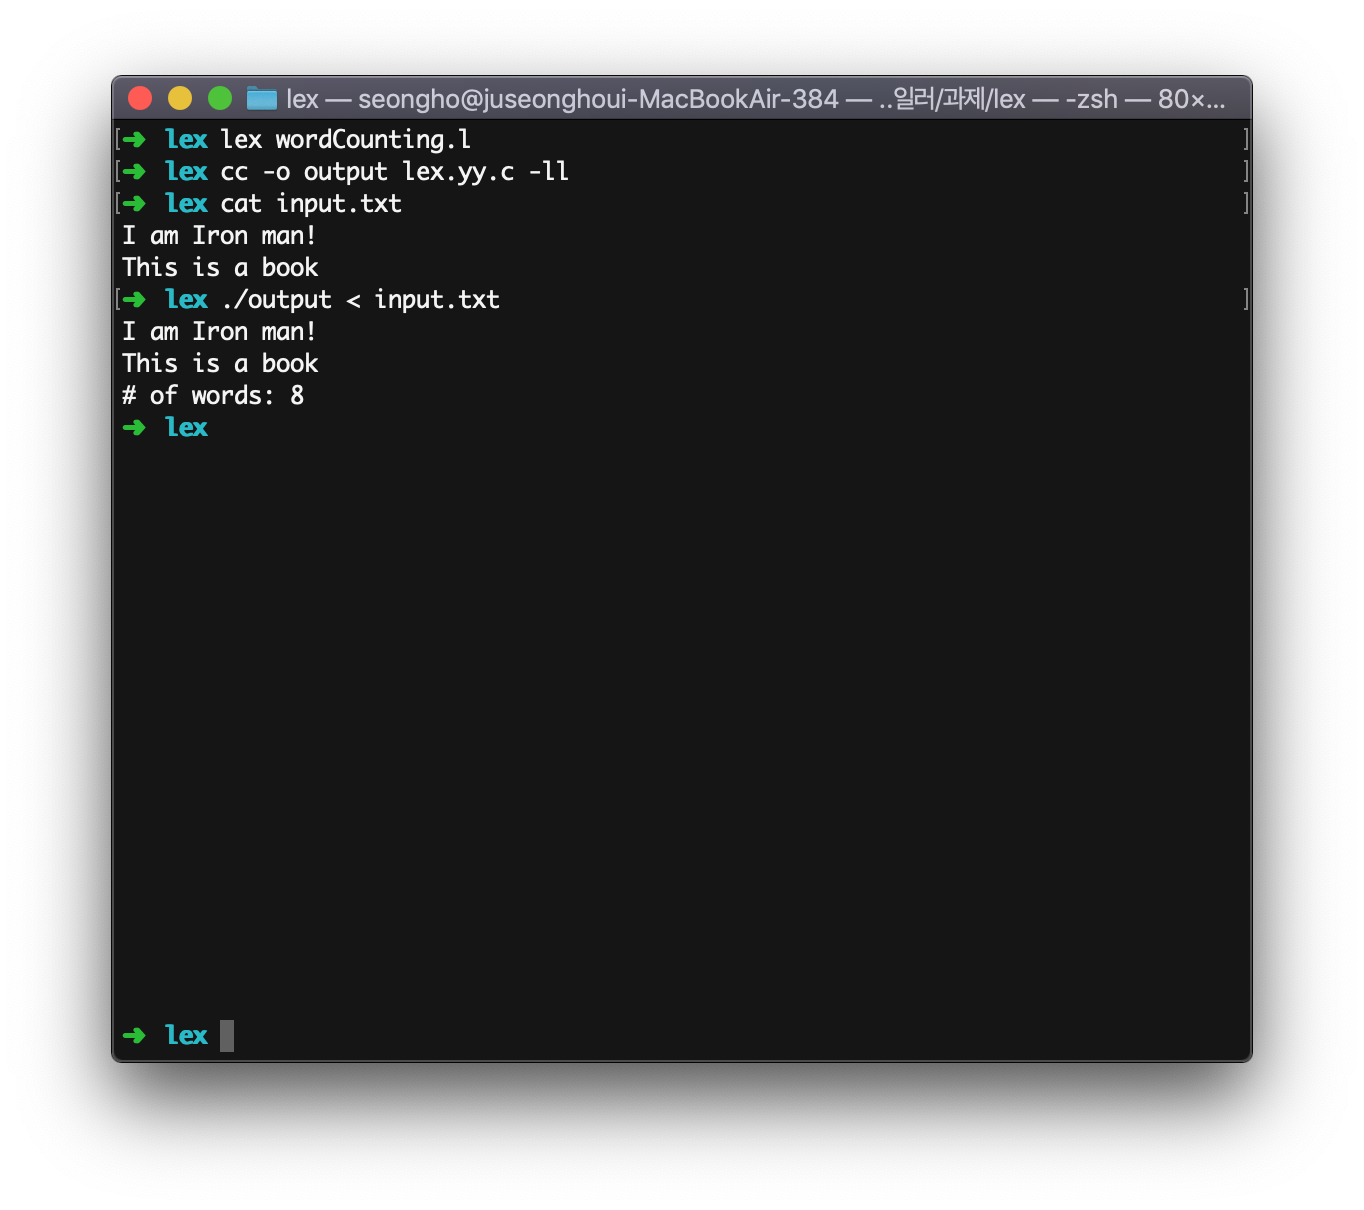 lex — seongho@juseonghoui-MacBookAir-384 — ..일러/과제/lex — -zsh — 80×...
[➜ lex lex wordCounting.l ]
[➜ lex cc -o output lex.yy.c -ll ]
[➜ lex cat input.txt ]
I am Iron man!
This is a book
[➜ lex ./output < input.txt ]
I am Iron man!
This is a book
# of words: 8
➜ lex
➜ lex